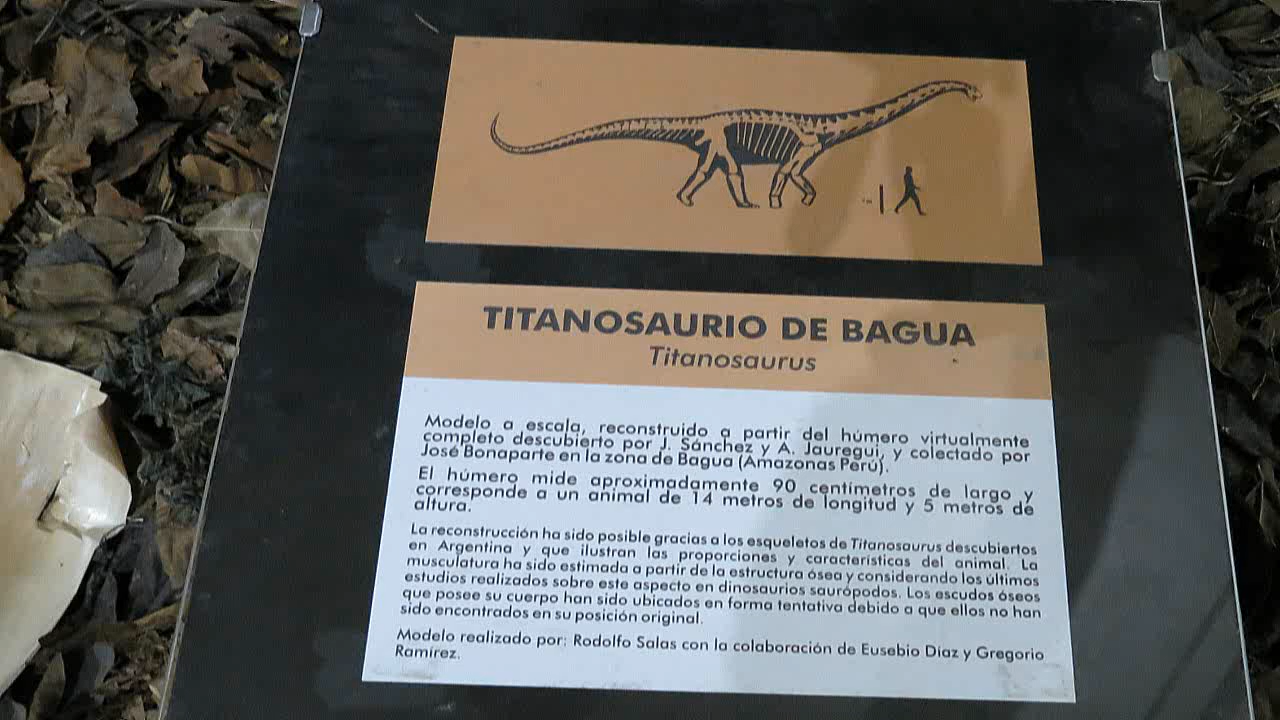 TITANOSAURIO DE BAGUA
Titanosaurus
Modelo a escala, reconstruido a partir del húmero virtualmente
completo descubierto por J. Sánchez y A. Jauregui, y colectado por
José Bonaparte en la zona de Bagua (Amazonas Perú).
El húmero mide aproximadamente 90 centímetros de largo y
corresponde a un animal de 14 metros de longitud y 5 metros de
altura.
La reconstrucción ha sido posible gracias a los esqueletos de Titanosaurus descubiertos
en Argentina y que ilustran las proporciones y características del animal. La
musculatura ha sido estimada a partir de la estructura ósea y considerando los últimos
estudios realizados sobre este aspecto en dinosaurios saurópodos. Los escudos óseos
que posee su cuerpo han sido ubicados en forma tentativa debido a que ellos no han
sido encontrados en su posición original.
Modelo realizado por: Rodolfo Salas con la colaboración de Eusebio Diaz y Gregorio
Ramírez.